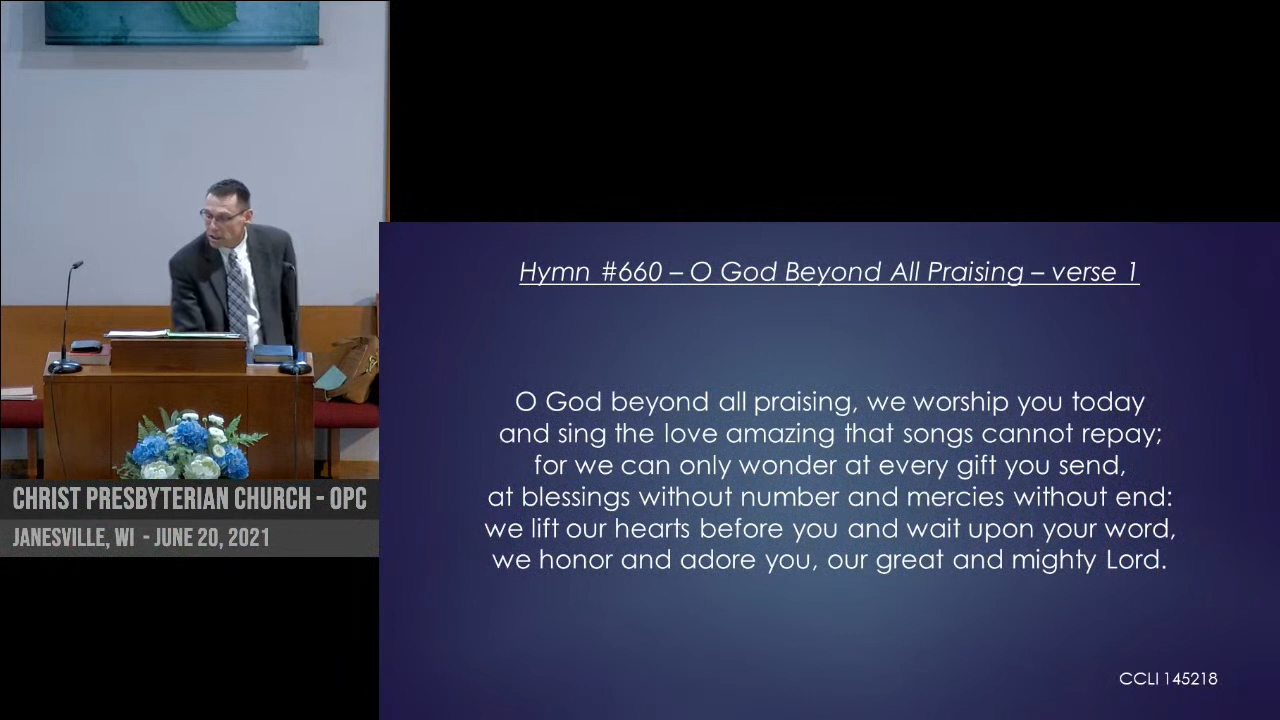 CHRIST PRESBYTERIAN CHURCH - OPC
JANESVILLE, WI - JUNE 20, 2021
Hymn #660 – O God Beyond All Praising – verse 1
O God beyond all praising, we worship you today
and sing the love amazing that songs cannot repay;
for we can only wonder at every gift you send,
at blessings without number and mercies without end:
we lift our hearts before you and wait upon your word,
we honor and adore you, our great and mighty Lord.
CCLI 145218